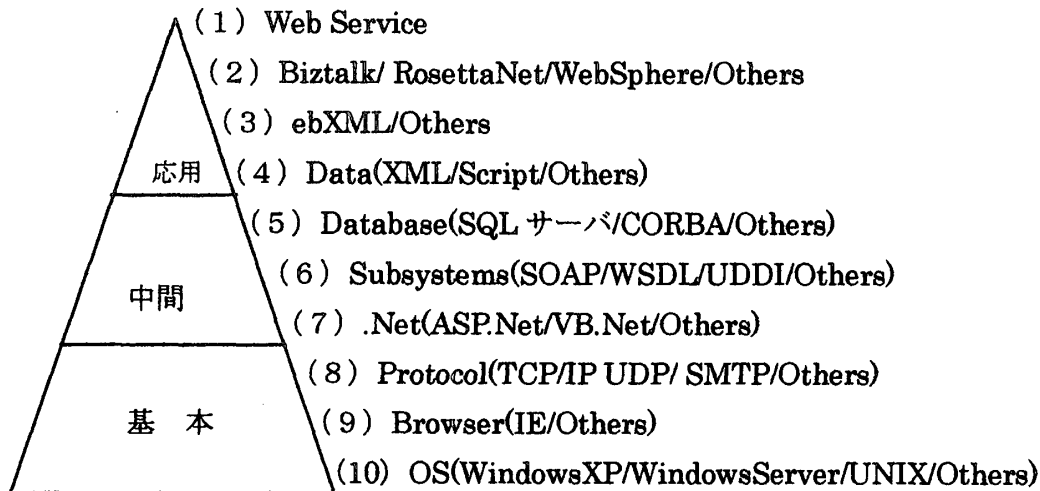 (1) Web Service
(2) Biztalk/ RosettaNet/WebSphere/Others
(3) ebXML/Others
応用 (4) Data(XML/Script/Others)
(5) Database(SQL サーバ/CORBA/Others)
(6) Subsystems(SOAP/WSDL/UDDI/Others)
中間
(7) .Net(ASP.Net/VB.Net/Others)
(8) Protocol(TCP/IP UDP/ SMTP/Others)
基 本 (9) Browser(IE/Others)
(10) OS(WindowsXP/WindowsServer/UNIX/Others)